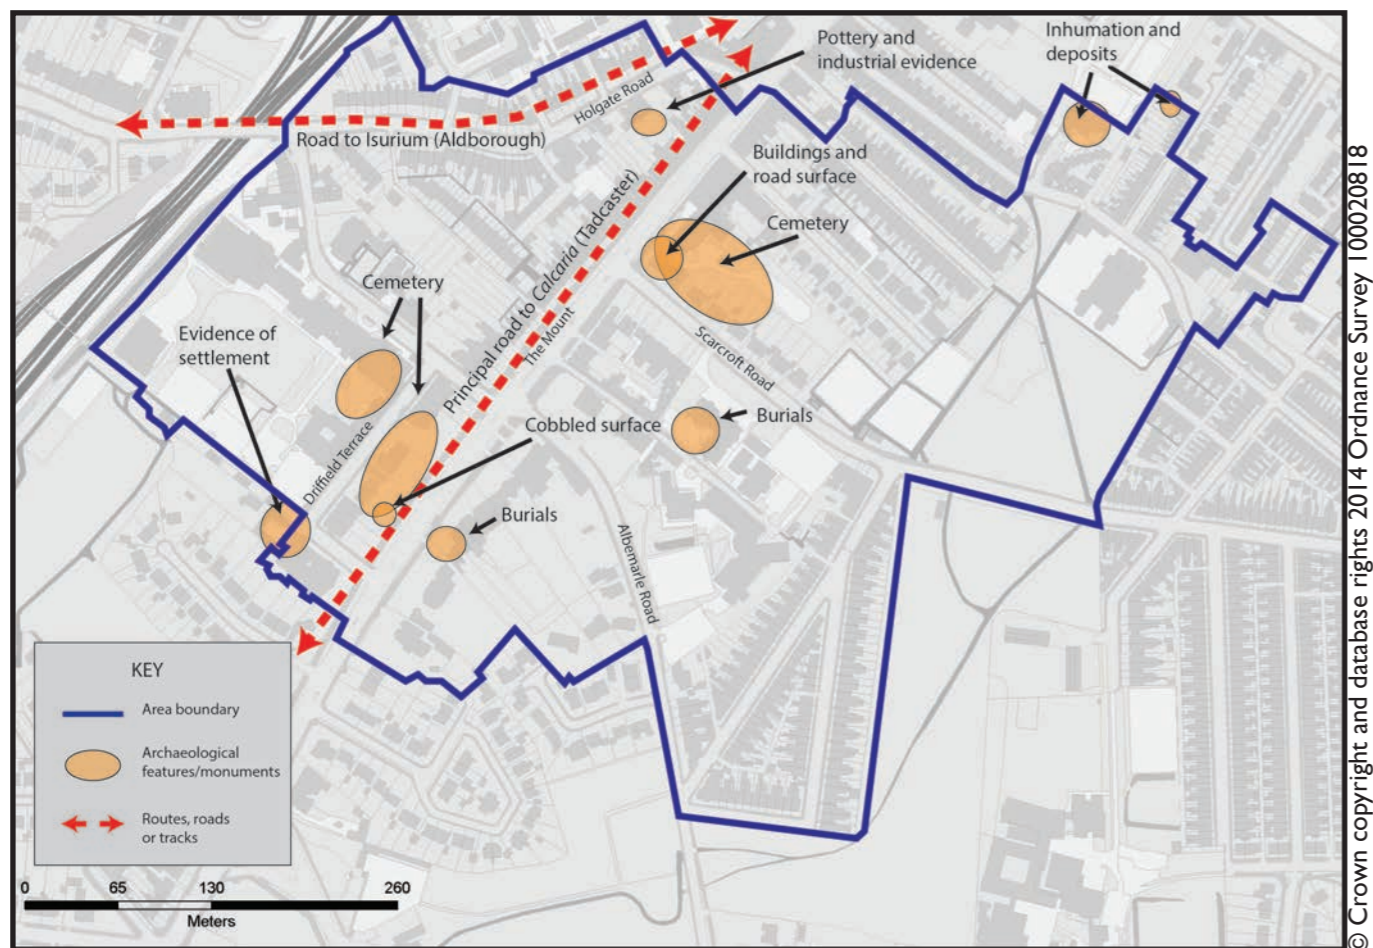 Pottery and
industrial evidence
Inhumation and
deposits
Holgate Road
Road to Isurium (Aldborough)
Buildings and
road surface
Cemetery
Principal road to Calcaria (Tadcaster)
The Mount
Cemetery
Evidence of
settlement
Scarcroft Road
Driffield Terrace
Cobbled surface
Burials
Burials
Albemarle Road
KEY
Area boundary
Archaeological
features/monuments
Routes, roads
or tracks
0 65 130 260
Meters
© Crown copyright and database rights 2014 Ordnance Survey 100020818